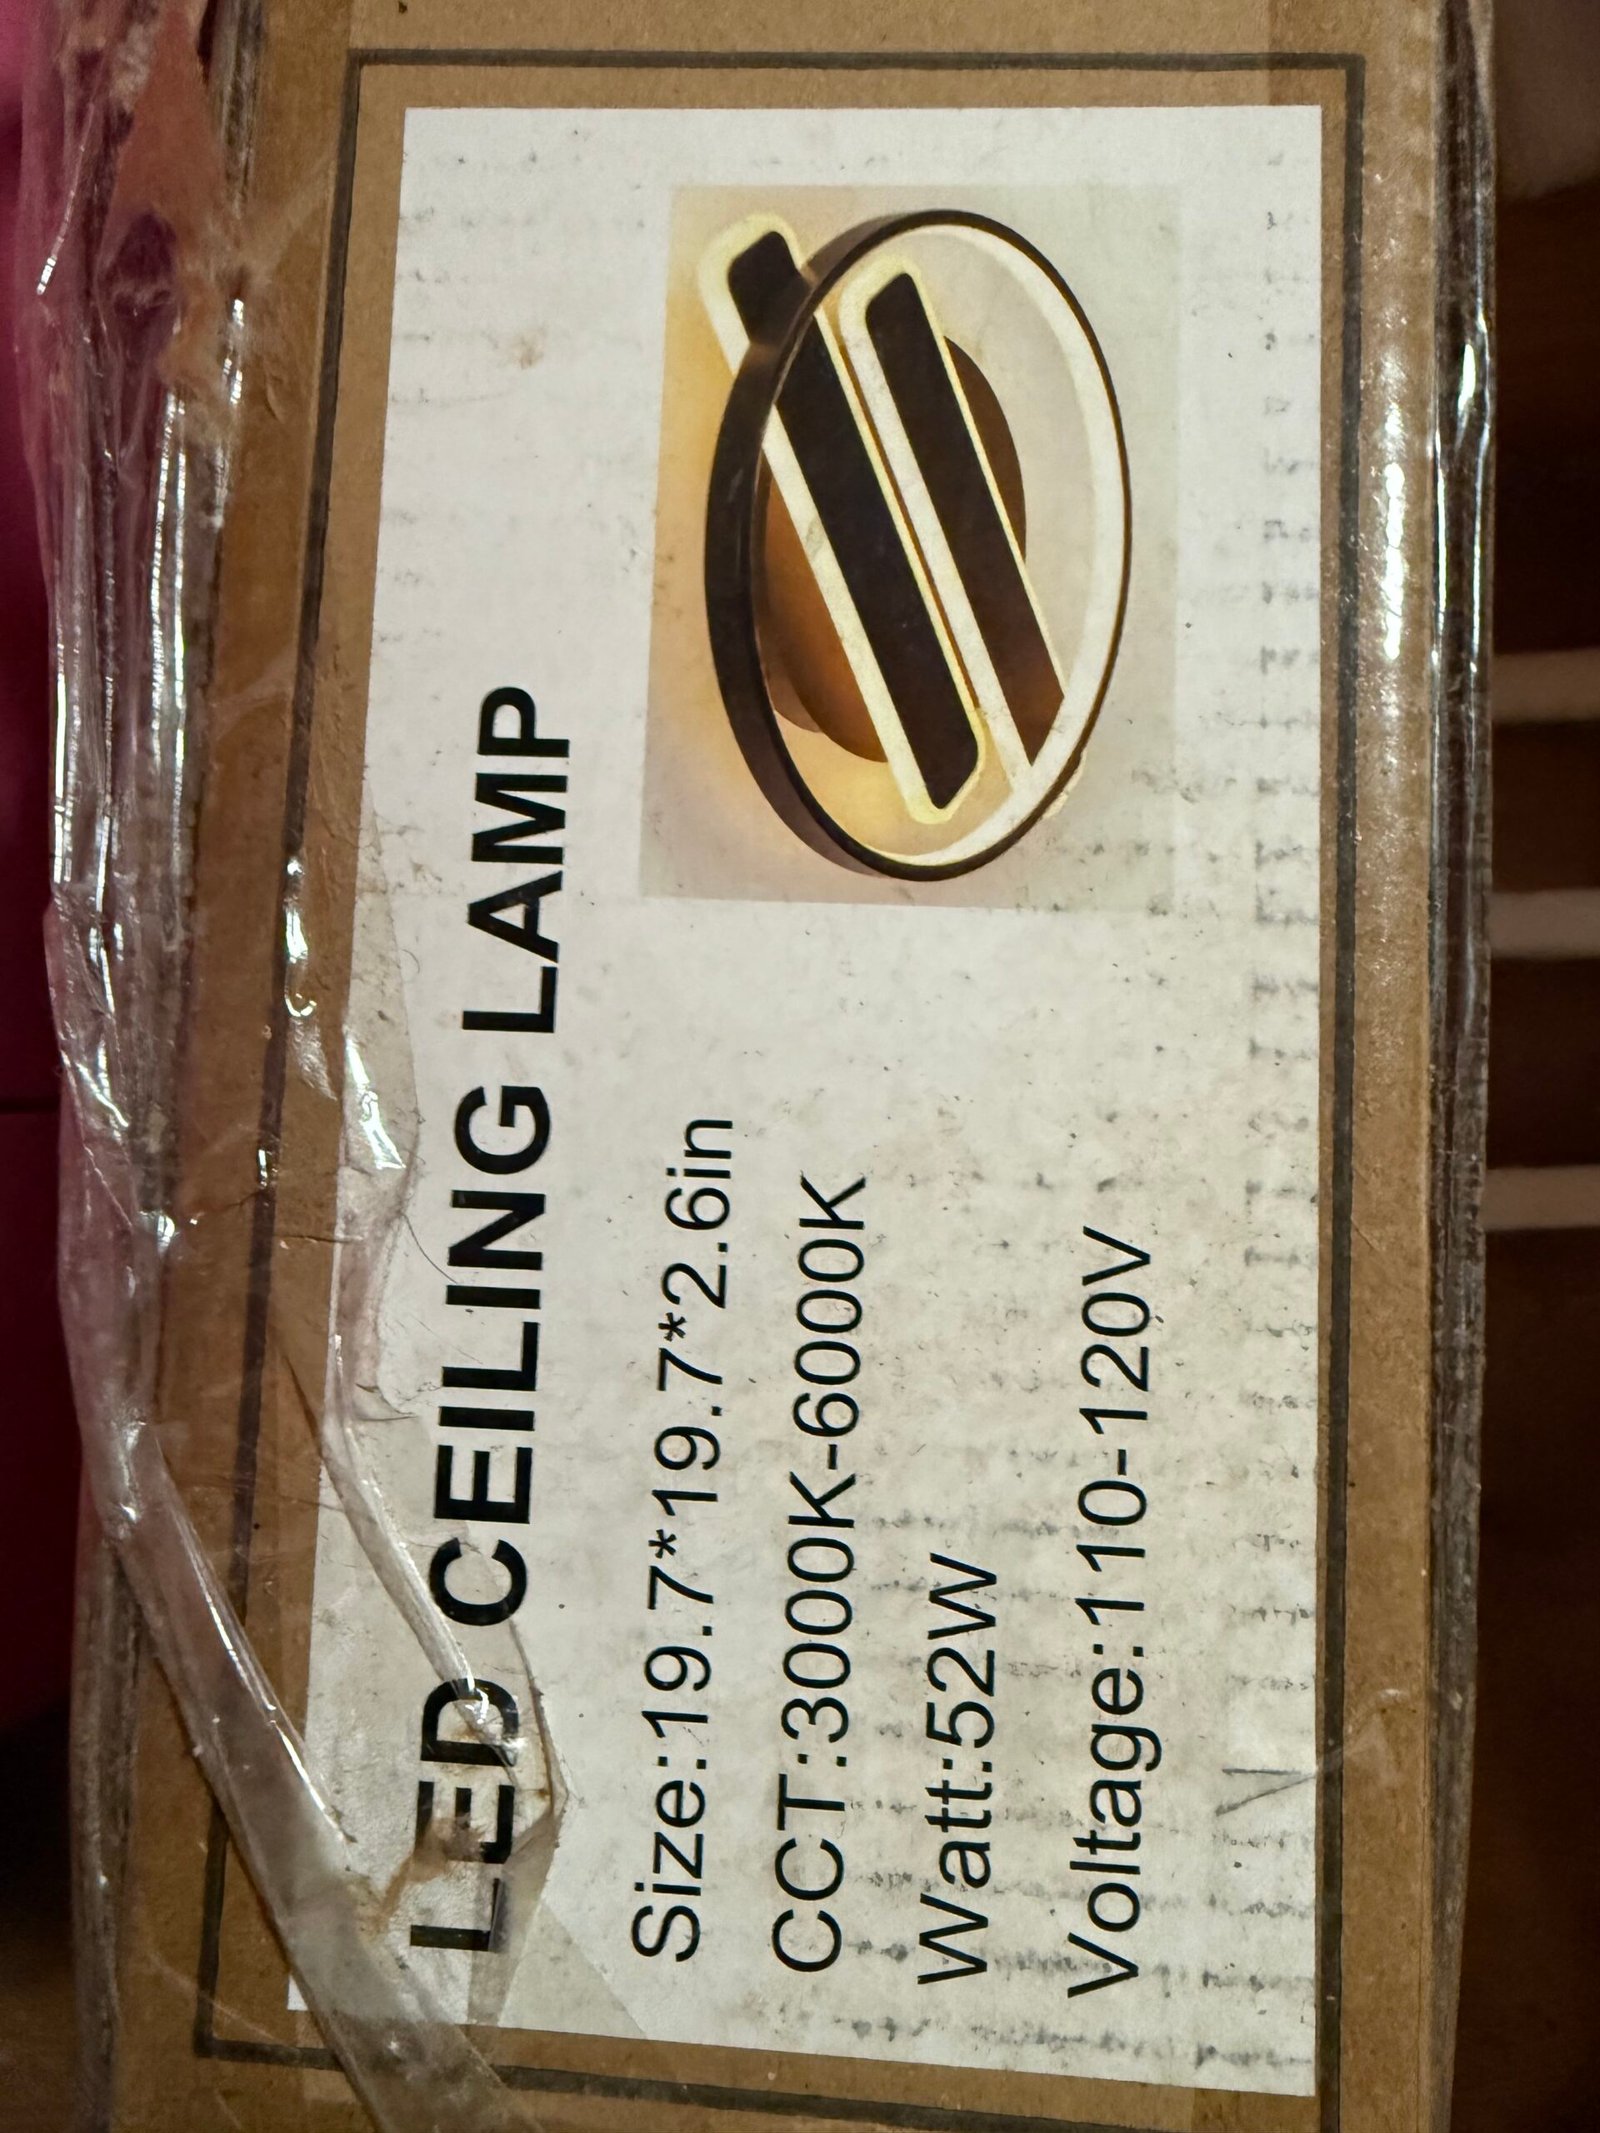 LED CEILING LAMP
Size:19.7*19.7*2.6in
CCT:3000K-6000K
Watt:52W
Voltage:110-120V